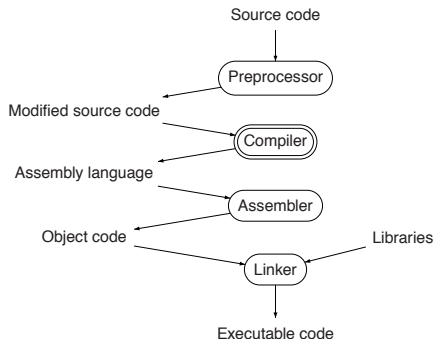 Source code
Preprocessor
Modified source code
Compiler
Assembly language
Assembler
Object code
Libraries
Linker
Executable code